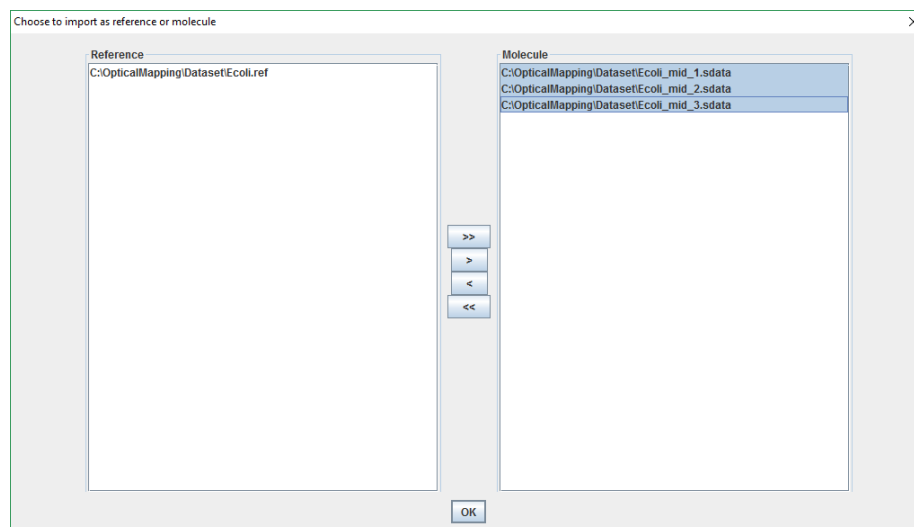 Choose to import as reference or molecule
Reference
C:\OpticalMapping\Dataset\Ecoli.ref
Molecule
C:\OpticalMapping\Dataset\Ecoli_mid_1.sdata
C:\OpticalMapping\Dataset\Ecoli_mid_2.sdata
C:\OpticalMapping\Dataset\Ecoli_mid_3.sdata
>>
>
<
<<
OK